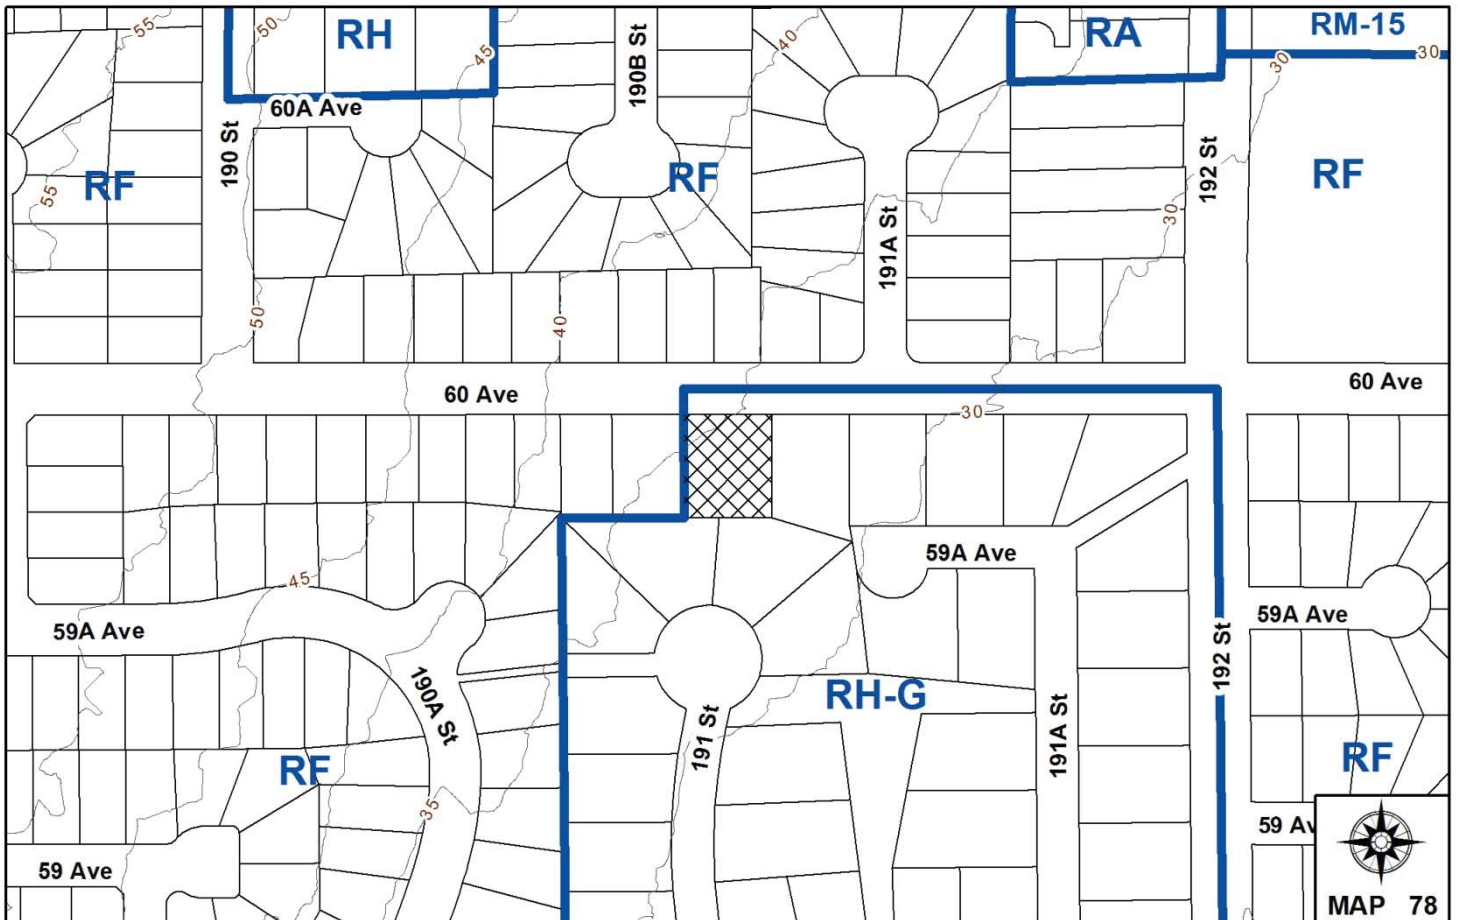 55
50
RH
45
190B St
40
RA
RM-15
30
30
60A Ave
190 St
55
RF
RF
192 St
RF
30
191A St
50
40
60 Ave
60 Ave
30
59A Ave
45
59A Ave
59A Ave
190A St
192 St
RH-G
191 St
191A St
RF
RF
35
59 Av
59 Ave
MAP 78